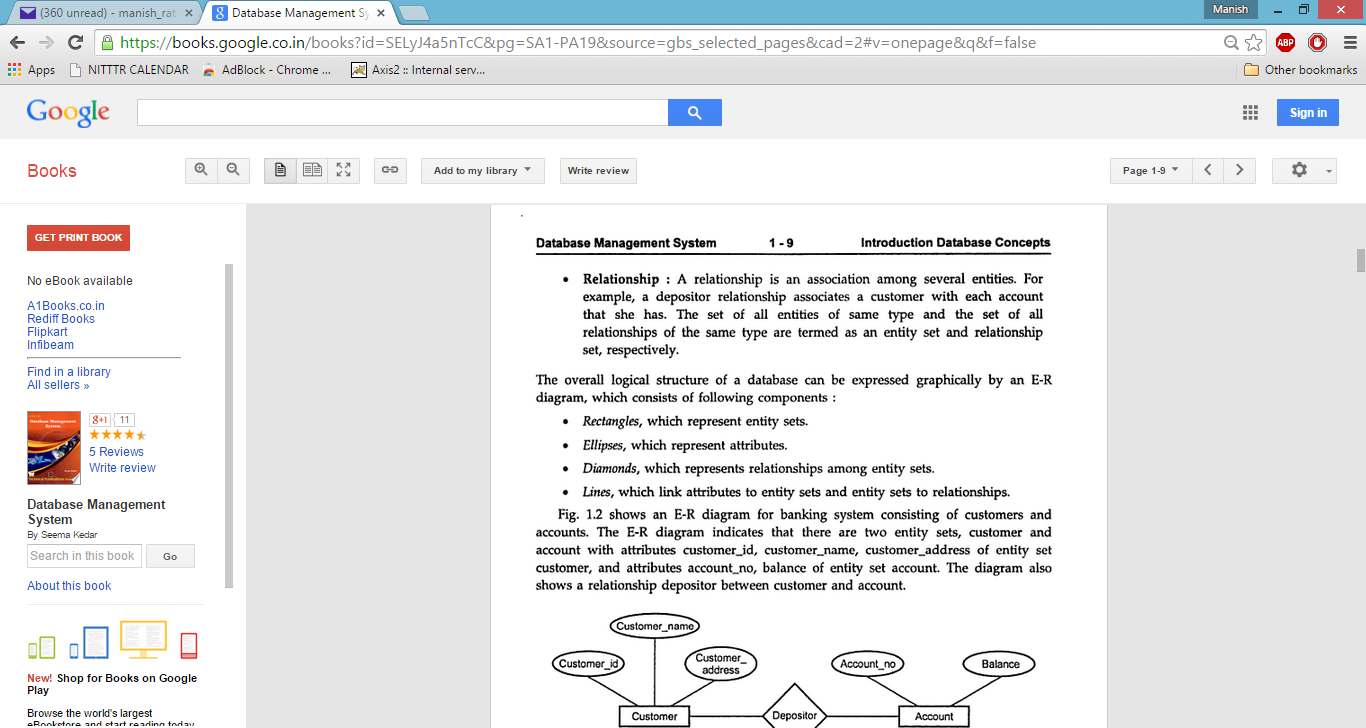 Manish
(360 unread) - manish_rat
Database Management Sy
https://books.google.co.in/books?id=SELyJ4a5nTcC&pg=SA1-PA19&source=gbs_selected_pages&cad=2#v=onepage&q&f=false
ABP
Apps
NITTTR CALENDAR
AdBlock - Chrome ...
Axis2 :: Internal serv...
Other bookmarks
Google
Sign in
Books
Add to my library
Write review
Page 1-9
GET PRINT BOOK
No eBook available
A1Books.co.in
Rediff Books
Flipkart
Infibeam
Find in a library
All sellers »
g+1 11
5 Reviews
Write review
Database Management
System
By Seema Kedar
Search in this book
Go
About this book
New! Shop for Books on Google
Play
Browse the world's largest
eBookstore and start reading today
Database Management System 1 - 9 Introduction Database Concepts
• Relationship : A relationship is an association among several entities. For
example, a depositor relationship associates a customer with each account
that she has. The set of all entities of same type and the set of all
relationships of the same type are termed as an entity set and relationship
set, respectively.
The overall logical structure of a database can be expressed graphically by an E-R
diagram, which consists of following components :
• Rectangles, which represent entity sets.
• Ellipses, which represent attributes.
• Diamonds, which represents relationships among entity sets.
• Lines, which link attributes to entity sets and entity sets to relationships.
Fig. 1.2 shows an E-R diagram for banking system consisting of customers and
accounts. The E-R diagram indicates that there are two entity sets, customer and
account with attributes customer_id, customer_name, customer_address of entity set
customer, and attributes account_no, balance of entity set account. The diagram also
shows a relationship depositor between customer and account.
Customer_name
Customer_id
Customer_
address
Account_no
Balance
Customer
Depositor
Account